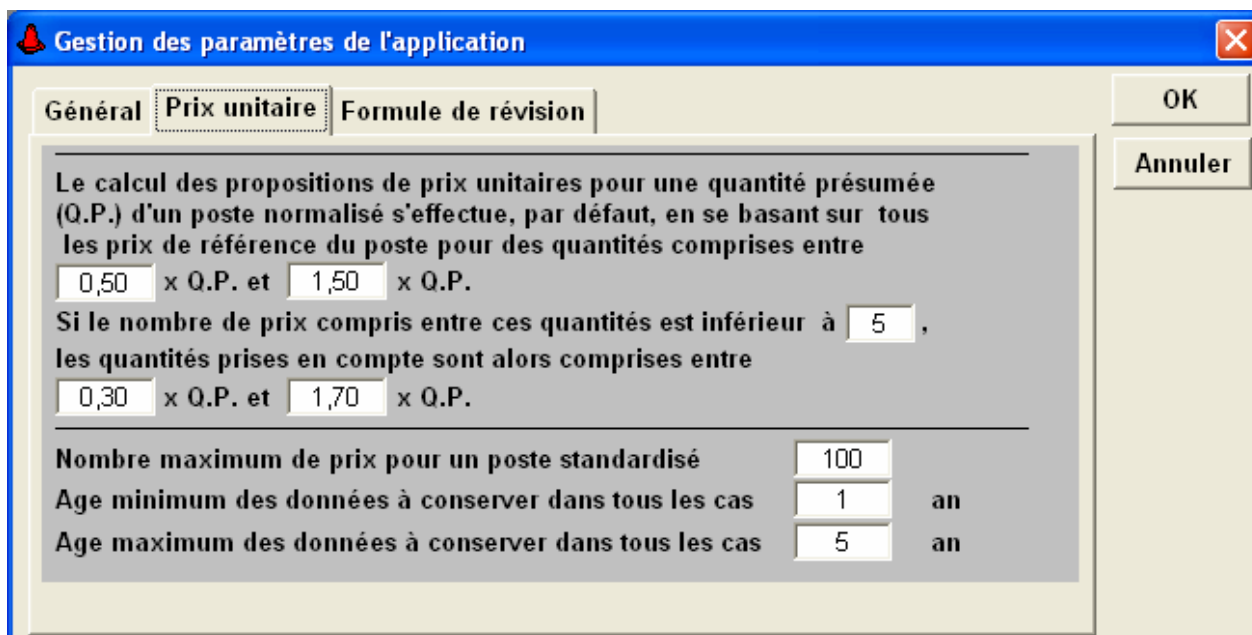 Gestion des paramètres de l'application
Général Prix unitaire Formule de révision
OK
Annuler
Le calcul des propositions de prix unitaires pour une quantité présumée
(Q.P.) d'un poste normalisé s'effectue, par défaut, en se basant sur tous
les prix de référence du poste pour des quantités comprises entre
0,50 x Q.P. et 1,50 x Q.P.
Si le nombre de prix compris entre ces quantités est inférieur à 5 ,
les quantités prises en compte sont alors comprises entre
0,30 x Q.P. et 1,70 x Q.P.
Nombre maximum de prix pour un poste standardisé 100
Age minimum des données à conserver dans tous les cas 1 an
Age maximum des données à conserver dans tous les cas 5 an